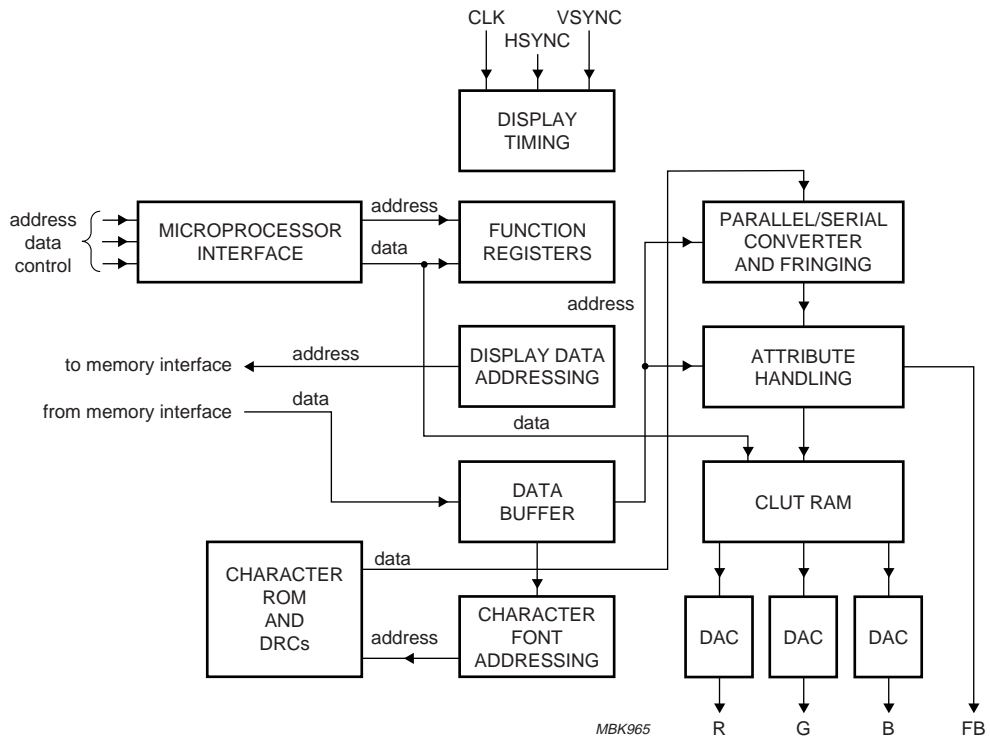 CLK
VSYNC
HSYNC
DISPLAY
TIMING
address
data
control
MICROPROCESSOR
INTERFACE
address
data
FUNCTION
REGISTERS
PARALLEL/SERIAL
CONVERTER
AND FRINGING
address
to memory interface
address
DISPLAY DATA
ADDRESSING
ATTRIBUTE
HANDLING
from memory interface
data
data
DATA
BUFFER
CLUT RAM
CHARACTER
ROM
AND
DRCs
data
address
CHARACTER
FONT
ADDRESSING
DAC
DAC
DAC
MBK965
R
G
B
FB